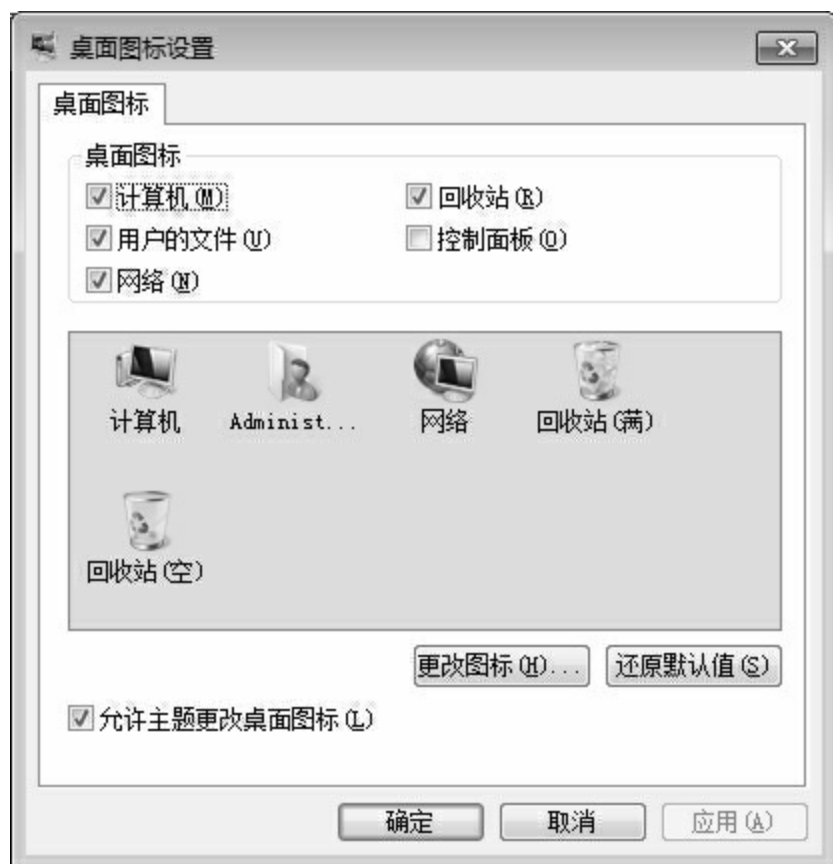 桌面图标设置
桌面图标
桌面图标
计算机(M) 回收站(R)
用户的文件(U) 控制面板(O)
网络(N)
计算机 Administ... 网络 回收站(满)
回收站(空)
更改图标(H)... 还原默认值(S)
允许主题更改桌面图标(L)
确定 取消 应用(A)